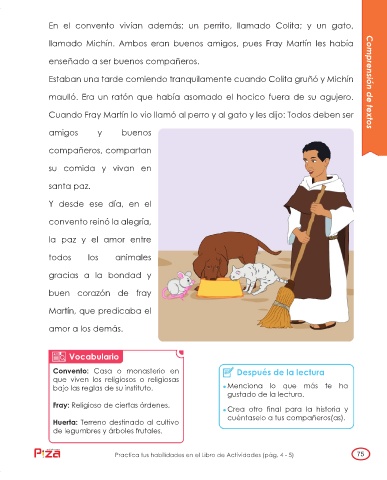 En el convento vivían además: un perrito, llamado Colita; y un gato,
llamado Michín. Ambos eran buenos amigos, pues Fray Martín les había
enseñado a ser buenos compañeros.
Estaban una tarde comiendo tranquilamente cuando Colita gruñó y Michín
maulló. Era un ratón que había asomado el hocico fuera de su agujero.
Cuando Fray Martín lo vio llamó al perro y al gato y les dijo: Todos deben ser
amigos y buenos
compañeros, compartan
su comida y vivan en
santa paz.
Y desde ese día, en el
convento reinó la alegría,
la paz y el amor entre
todos los animales
gracias a la bondad y
buen corazón de fray
Martín, que predicaba el
amor a los demás.
Comprensión de textos
Vocabulario
Convento: Casa o monasterio en
que viven los religiosos o religiosas
bajo las reglas de su instituto.
Fray: Religioso de ciertas órdenes.
Huerta: Terreno destinado al cultivo
de legumbres y árboles frutales.
Después de la lectura
Menciona lo que más te ha
gustado de la lectura.
Crea otro final para la historia y
cuéntaselo a tus compañeros(as).
Practica tus habilidades en el Libro de Actividades (pág. 4 - 5)
75